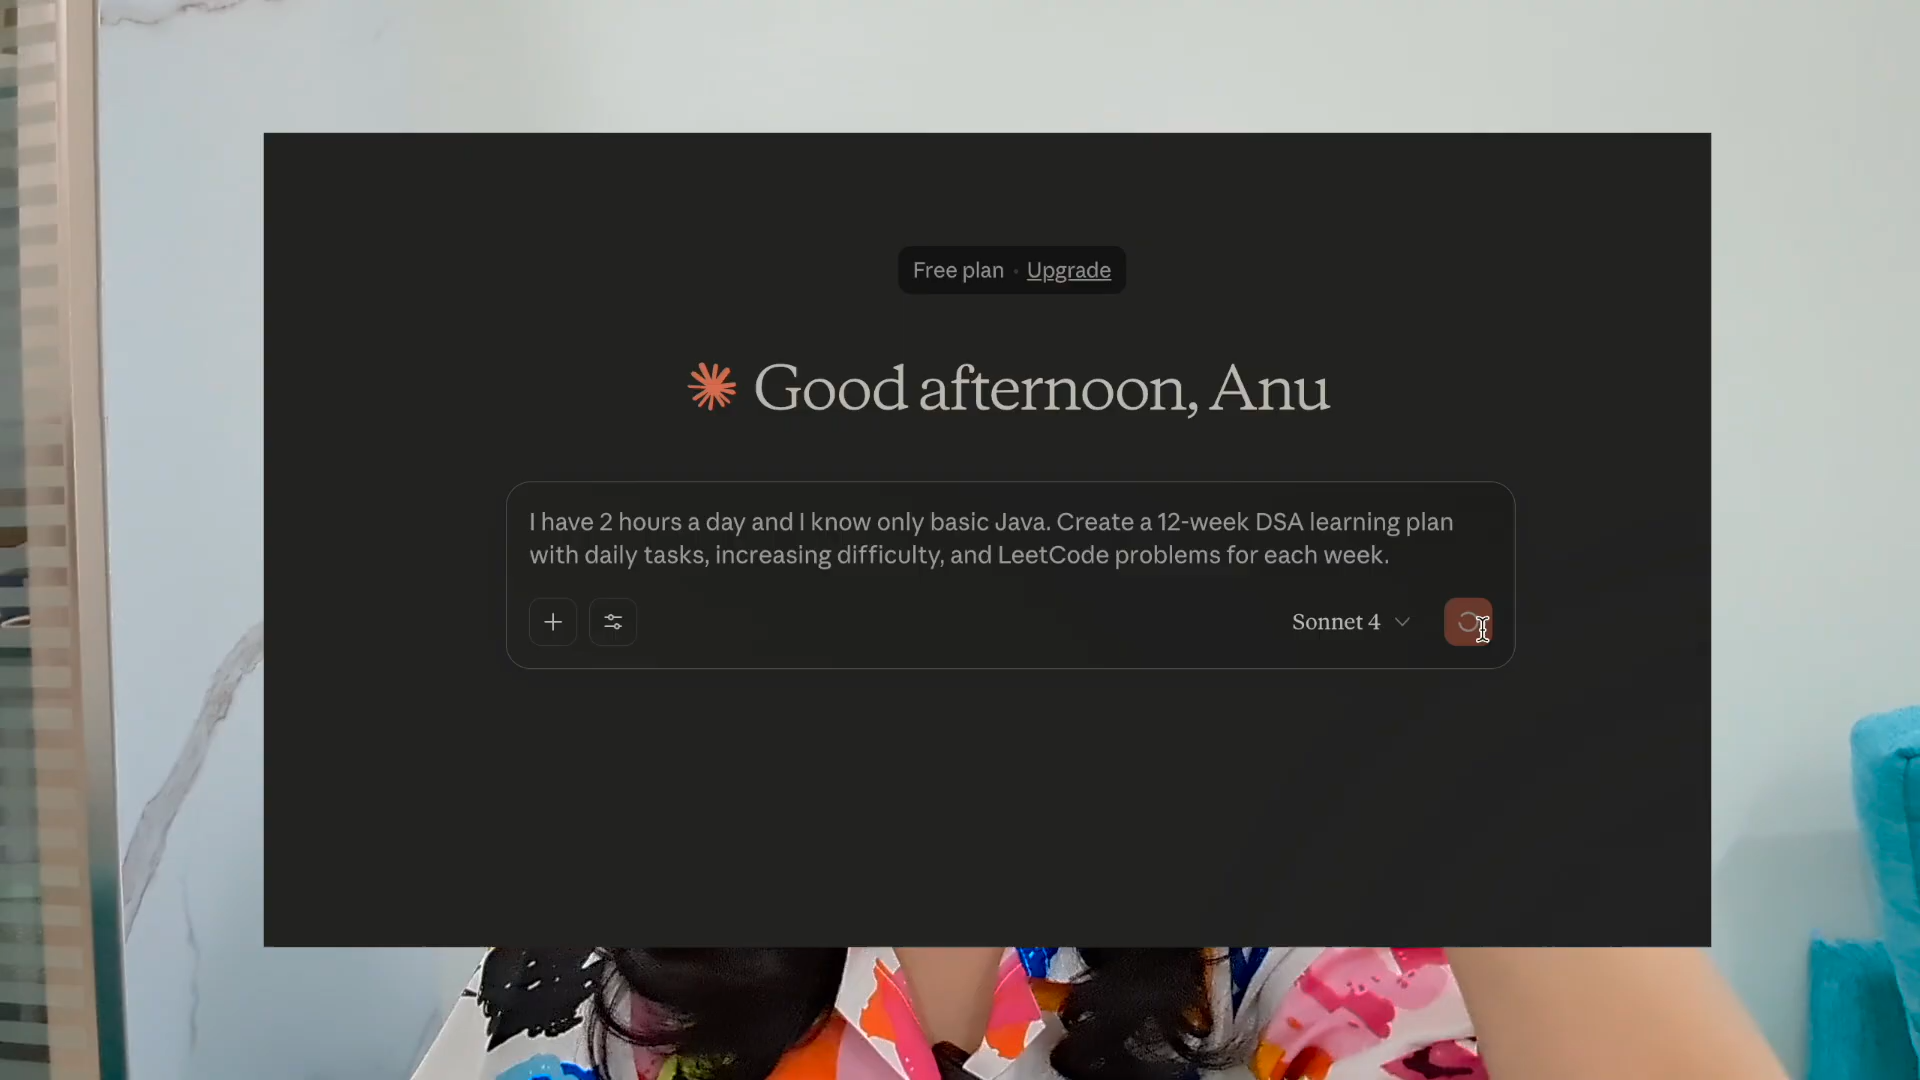 Free plan · Upgrade
Good afternoon, Anu
I have 2 hours a day and I know only basic Java. Create a 12-week DSA learning plan
with daily tasks, increasing difficulty, and LeetCode problems for each week.
Sonnet 4